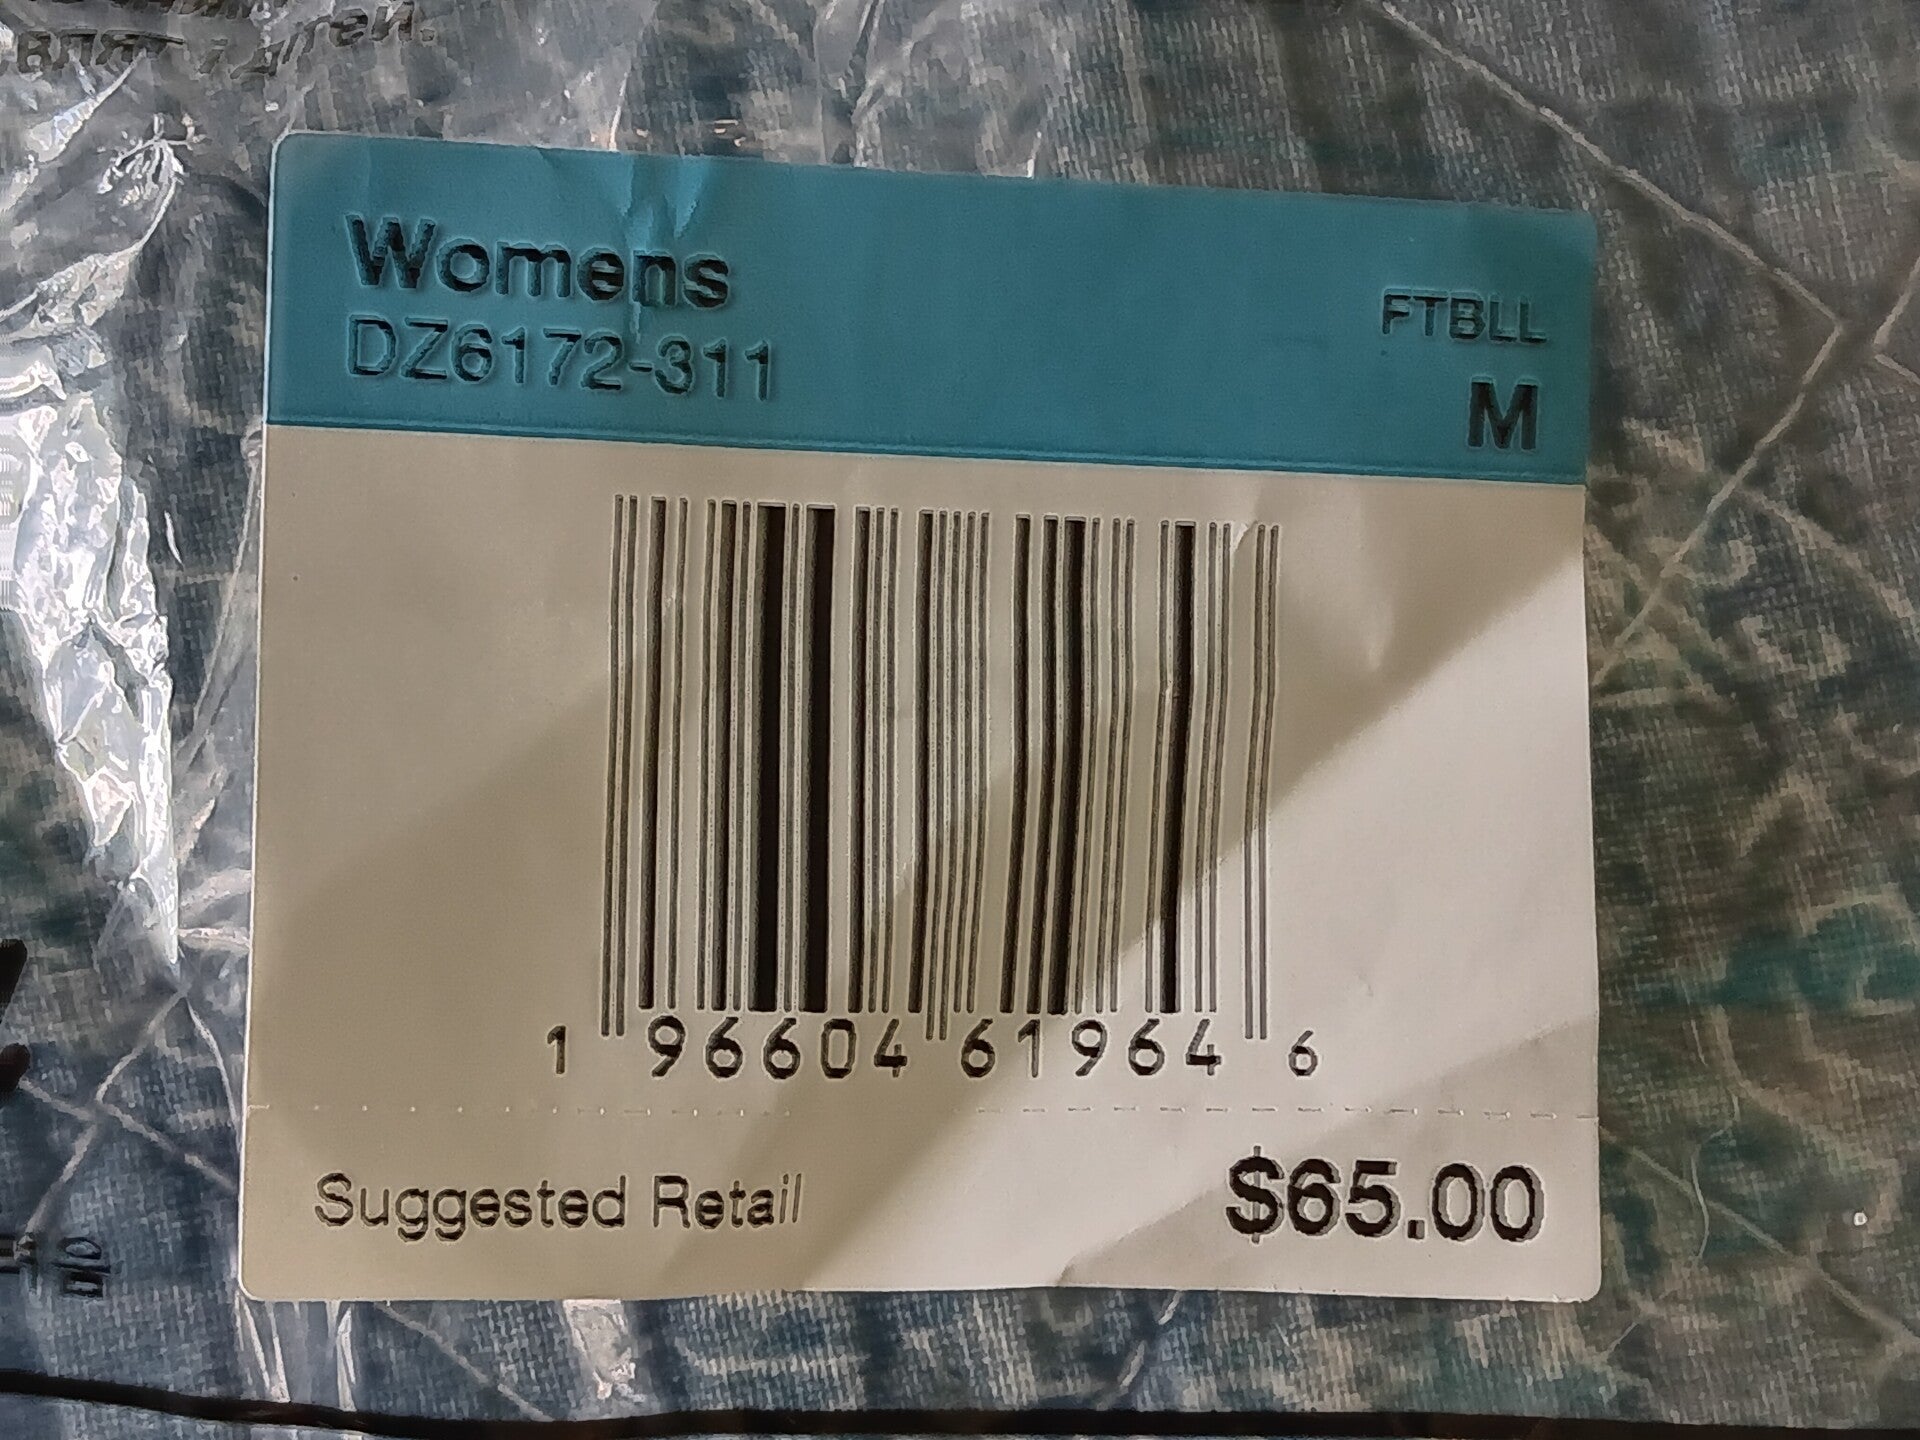 Womens
DZ6172-311
FTBLL
M
1 96604 61964 6
Suggested Retail $65.00